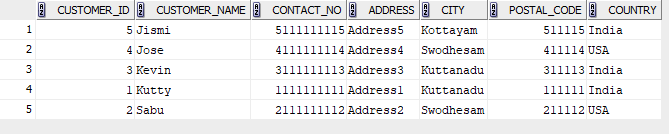 CUSTOMER_ID CUSTOMER_NAME CONTACT_NO ADDRESS CITY POSTAL_CODE COUNTRY
1 5 Jismi 5111111115 Address5 Kottayam 511115 India
2 4 Jose 4111111114 Address4 Swodhesam 411114 USA
3 3 Kevin 3111111113 Address3 Kuttanadu 311113 India
4 1 Kutty 1111111111 Address1 Kuttanadu 111111 India
5 2 Sabu 2111111112 Address2 Swodhesam 211112 USA